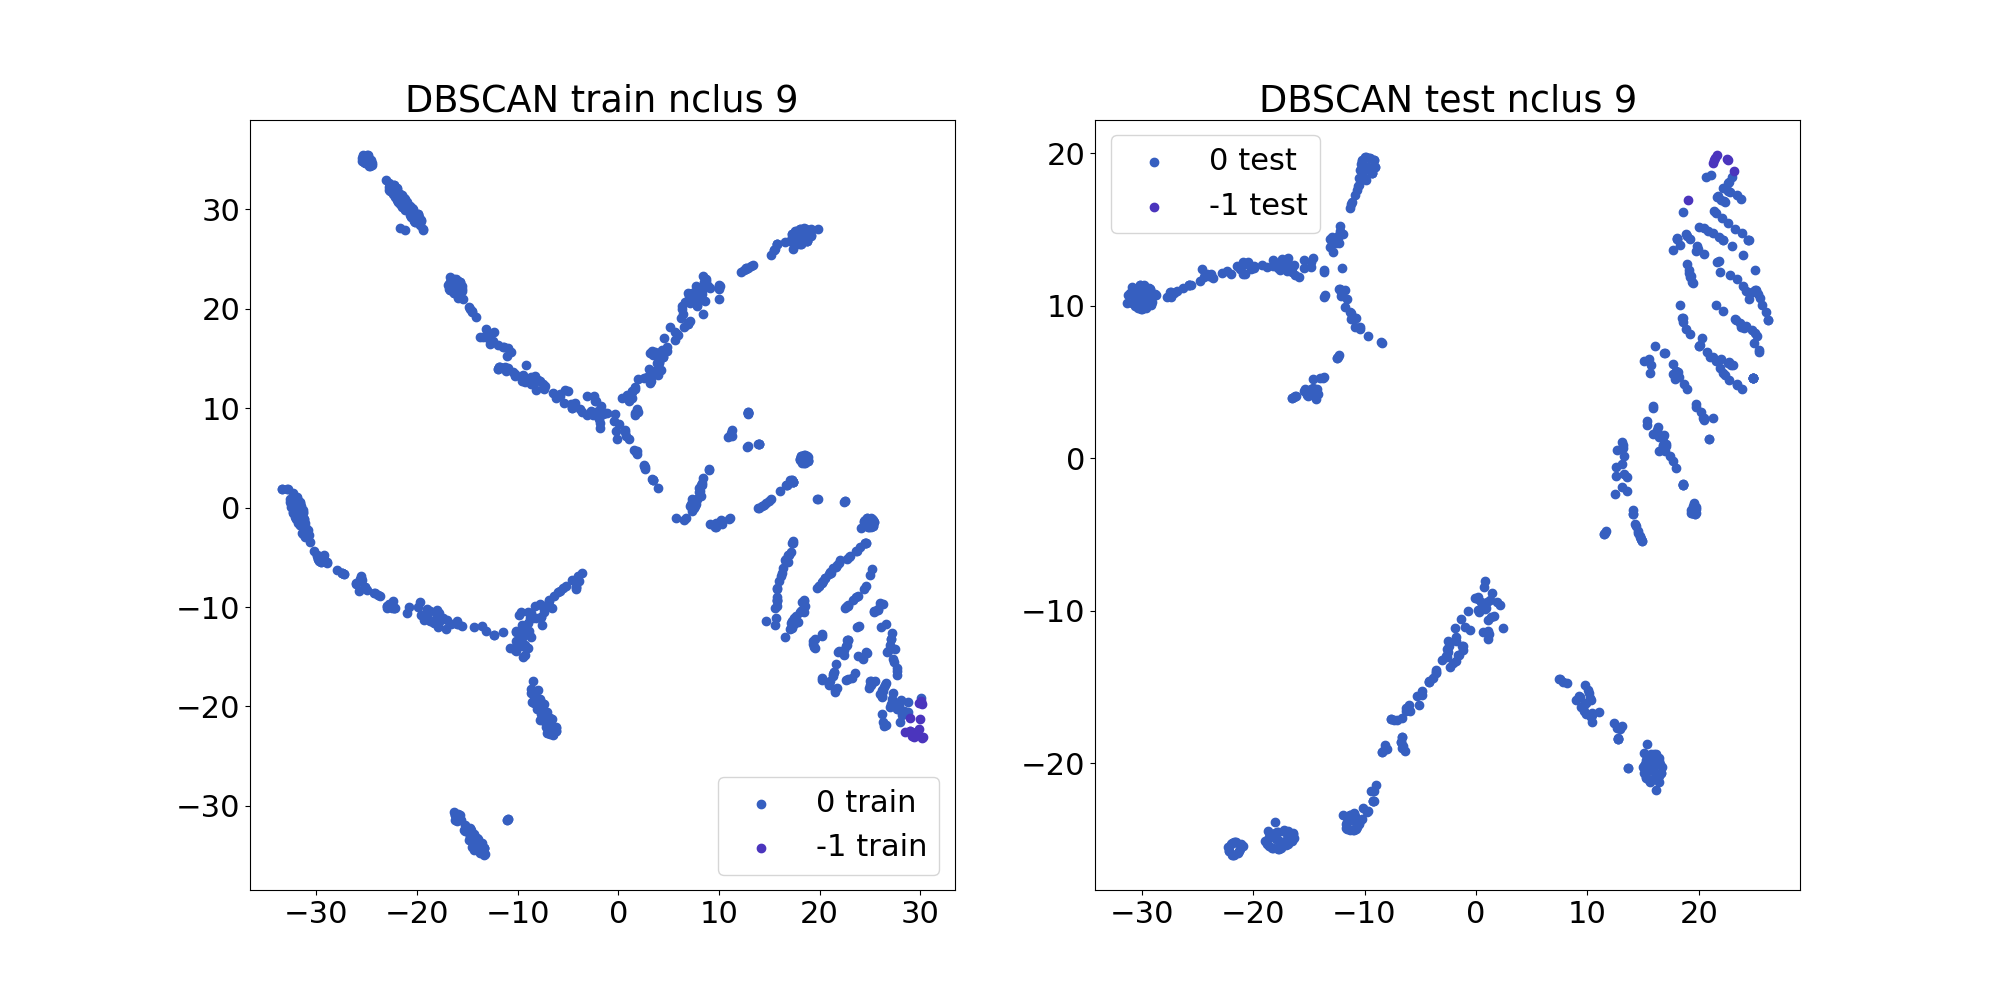 DBSCAN train nclus 9
30
20
10
0
−10
−20
−30
−30 −20 −10 0 10 20 30
0 train
-1 train
DBSCAN test nclus 9
20
10
0
−10
−20
−30 −20 −10 0 10 20
0 test
-1 test